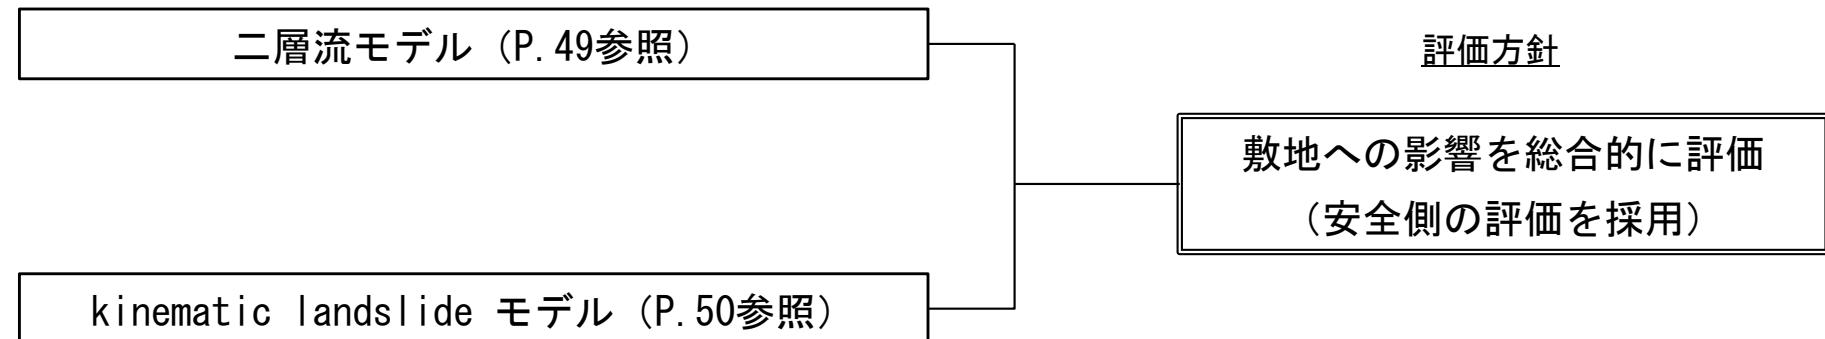 二層流モデル（P.49参照）
評価方針
敷地への影響を総合的に評価
（安全側の評価を採用）
kinematic landslide モデル（P.50参照）